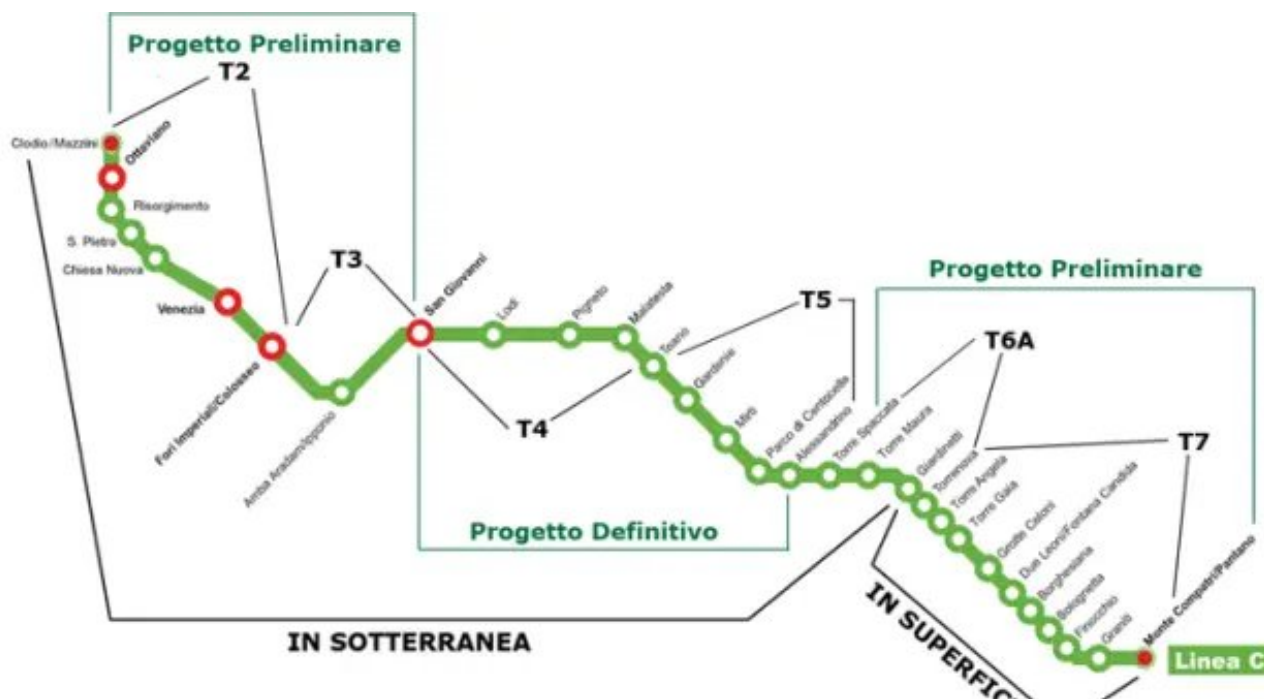 Progetto Preliminare
T2
Clodio/Mazzini
Ottaviano
Risorgimento
S. Pietro
Chiesa Nuova
Venezia
Fori Imperiali/Colosseo
T3
Amba Aradam/Ipponio
San Giovanni
Lodi
Pigneto
Malatesta
Teano
T4
Gardenie
Mirti
Parco di Centocelle
Alessandrino
T5
Progetto Definitivo
Progetto Preliminare
Torre Spaccata
Torre Maura
T6A
Giardinetti
Torrenova
Torre Angela
Torre Gaia
T7
Grotte Celoni
Due Leoni/Fontana Candida
Borghesiana
Bolognetta
Finocchio
Graniti
Monte Compatri/Pantano
Linea C
IN SOTTERRANEA
IN SUPERFIC